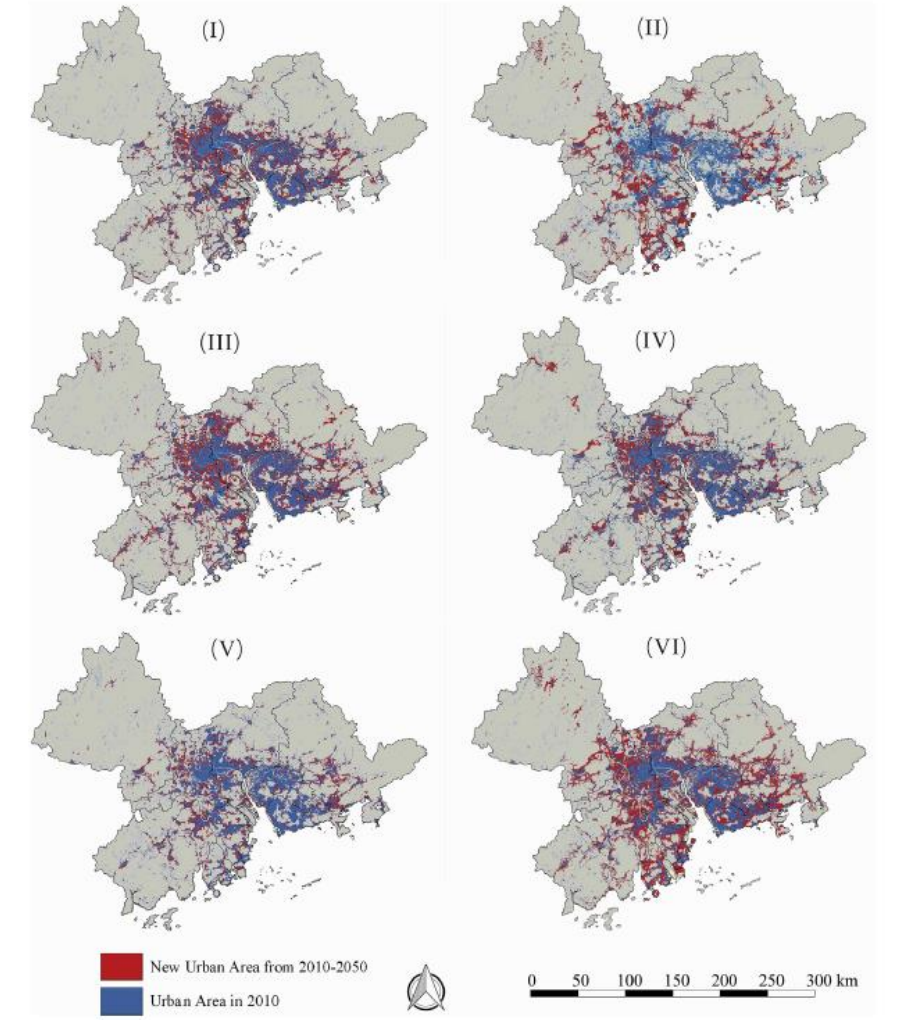 (I)
(II)
(III)
(IV)
(V)
(VI)
New Urban Area from 2010-2050
Urban Area in 2010
0 50 100 150 200 250 300 km